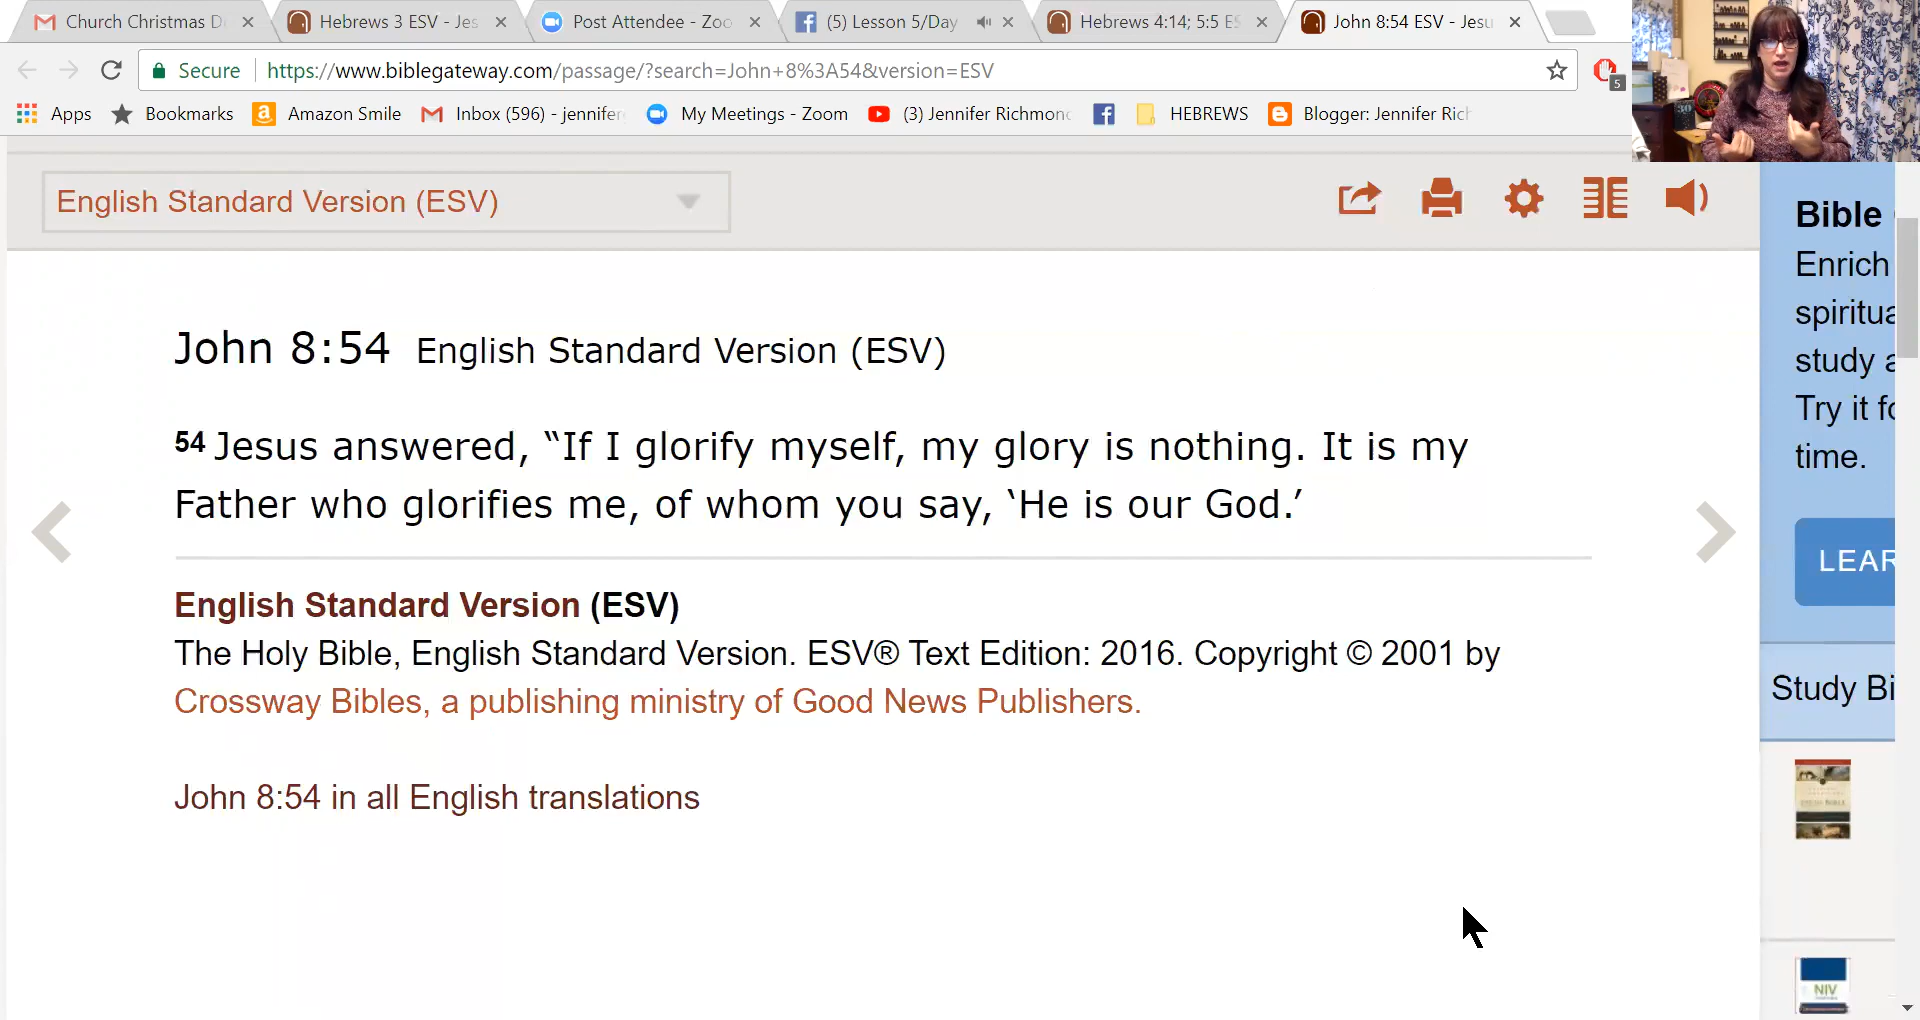 Church Christmas D
Hebrews 3 ESV - Jes
Post Attendee - Zoo
(5) Lesson 5/Day
Hebrews 4:14; 5:5 ES
John 8:54 ESV - Jesu
Secure
https://www.biblegateway.com/passage/?search=John+8%3A54&version=ESV
5
Apps
Bookmarks
Amazon Smile
Inbox (596) - jennifer
My Meetings - Zoom
(3) Jennifer Richmond
HEBREWS
Blogger: Jennifer Rich
English Standard Version (ESV)
John 8:54 English Standard Version (ESV)
54 Jesus answered, “If I glorify myself, my glory is nothing. It is my
Father who glorifies me, of whom you say, ‘He is our God.’
English Standard Version (ESV)
The Holy Bible, English Standard Version. ESV® Text Edition: 2016. Copyright © 2001 by
Crossway Bibles, a publishing ministry of Good News Publishers.
John 8:54 in all English translations
Bible
Enrich
spiritua
study a
Try it fo
time.
LEAR
Study Bi
NIV